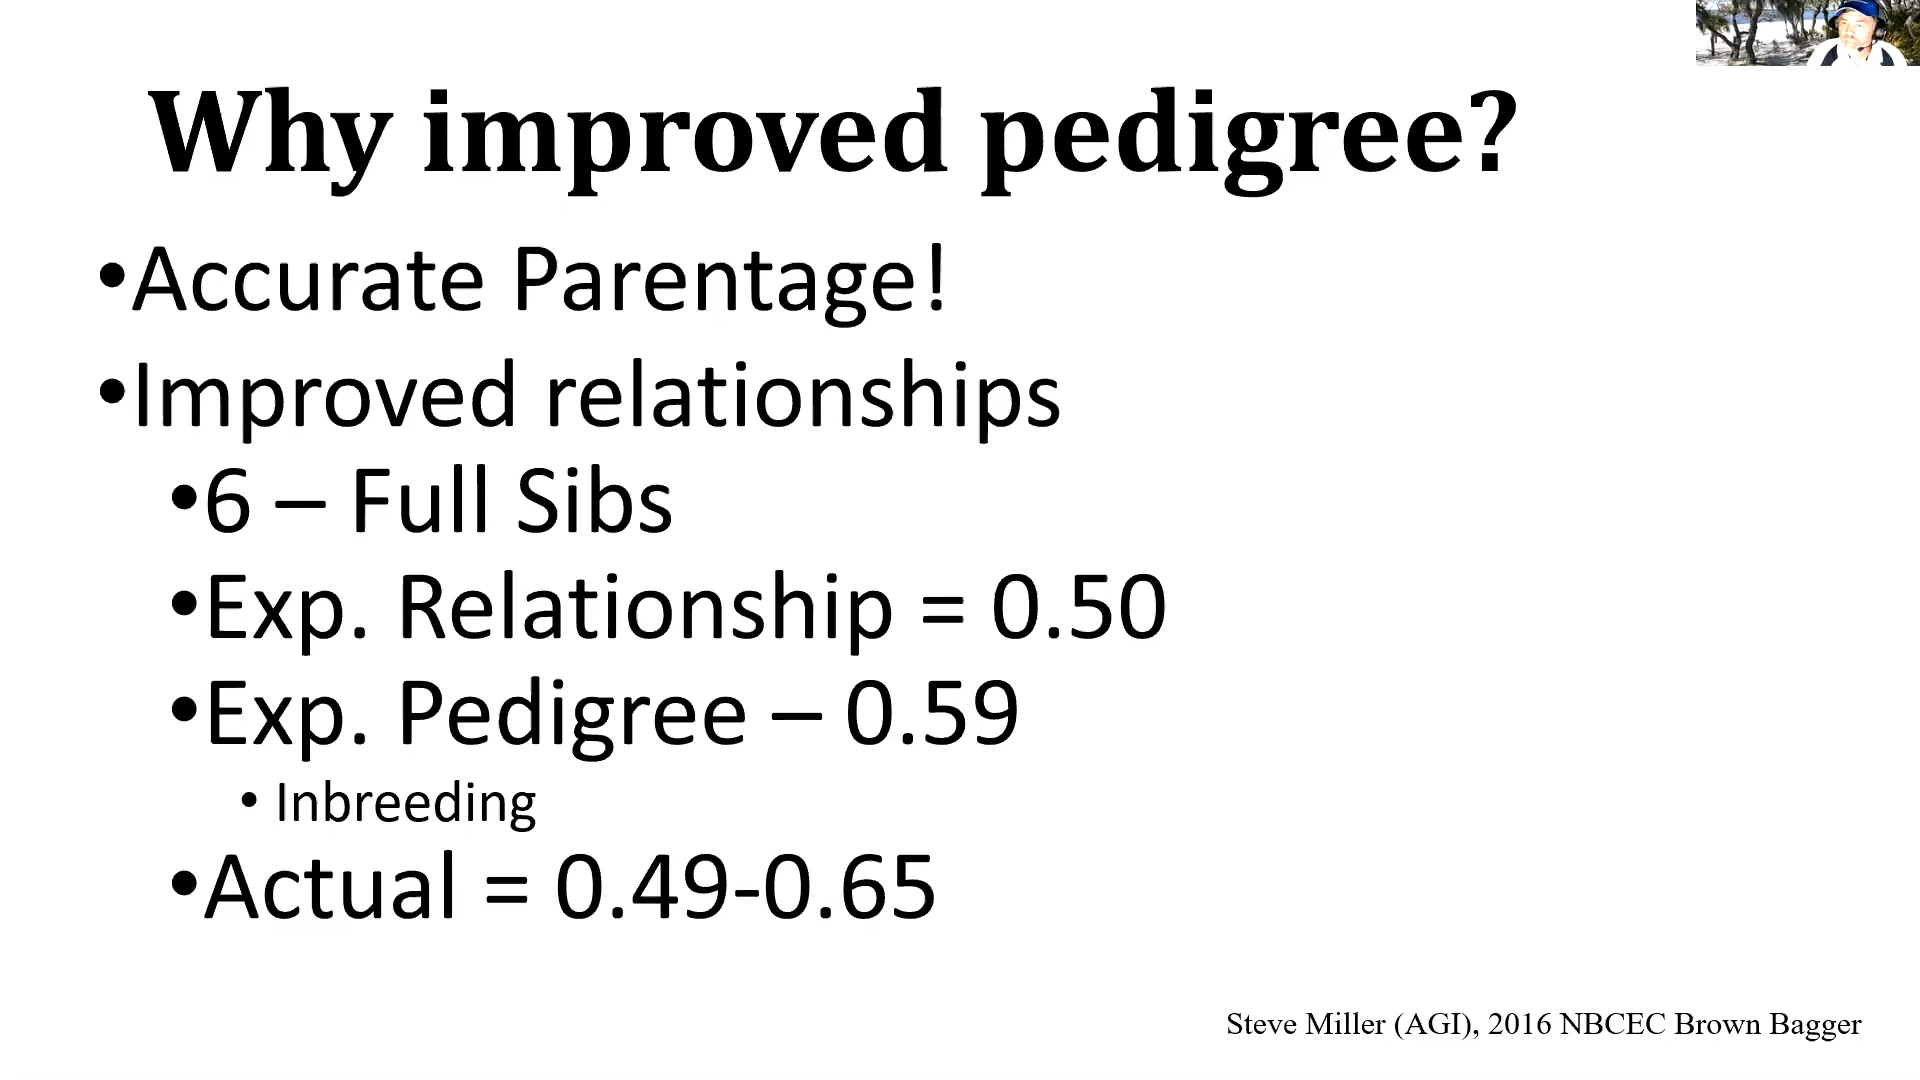 Why improved pedigree?
•Accurate Parentage!
•Improved relationships
•6 – Full Sibs
•Exp. Relationship = 0.50
•Exp. Pedigree – 0.59
• Inbreeding
•Actual = 0.49-0.65
Steve Miller (AGI), 2016 NBCEC Brown Bagger